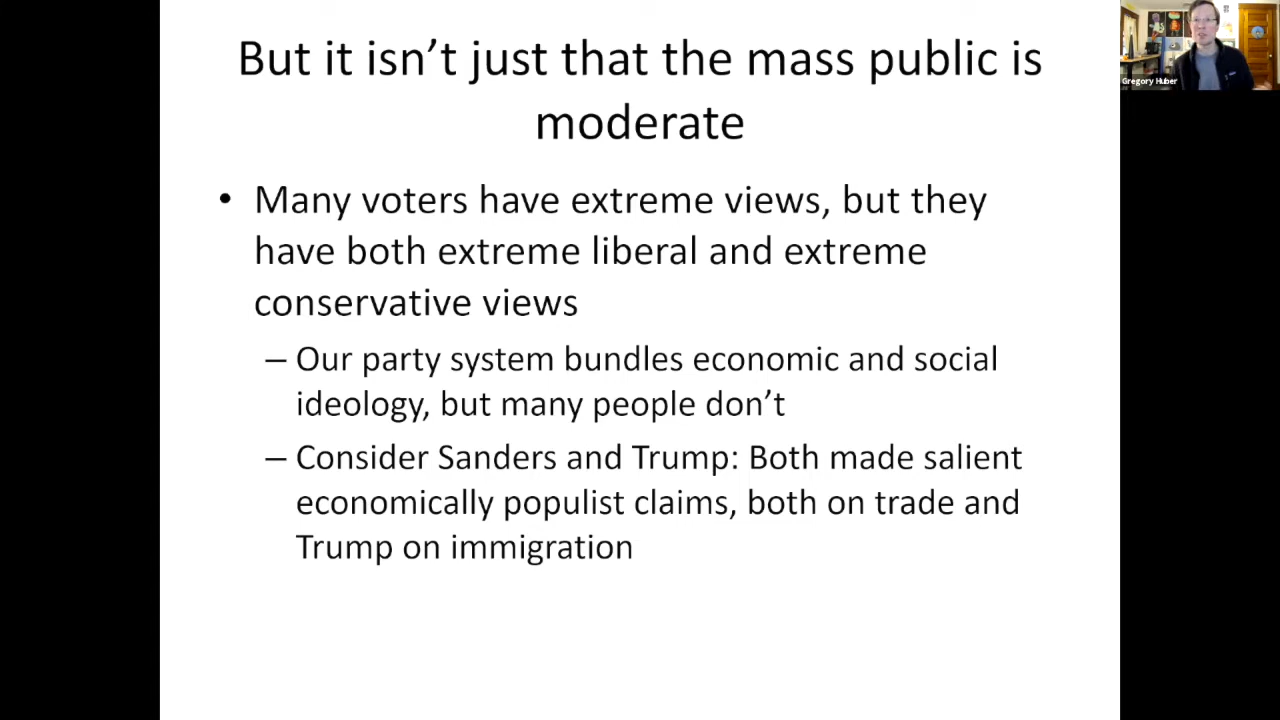 But it isn’t just that the mass public is
moderate
• Many voters have extreme views, but they
have both extreme liberal and extreme
conservative views
– Our party system bundles economic and social
ideology, but many people don’t
– Consider Sanders and Trump: Both made salient
economically populist claims, both on trade and
Trump on immigration
Gregory Huber